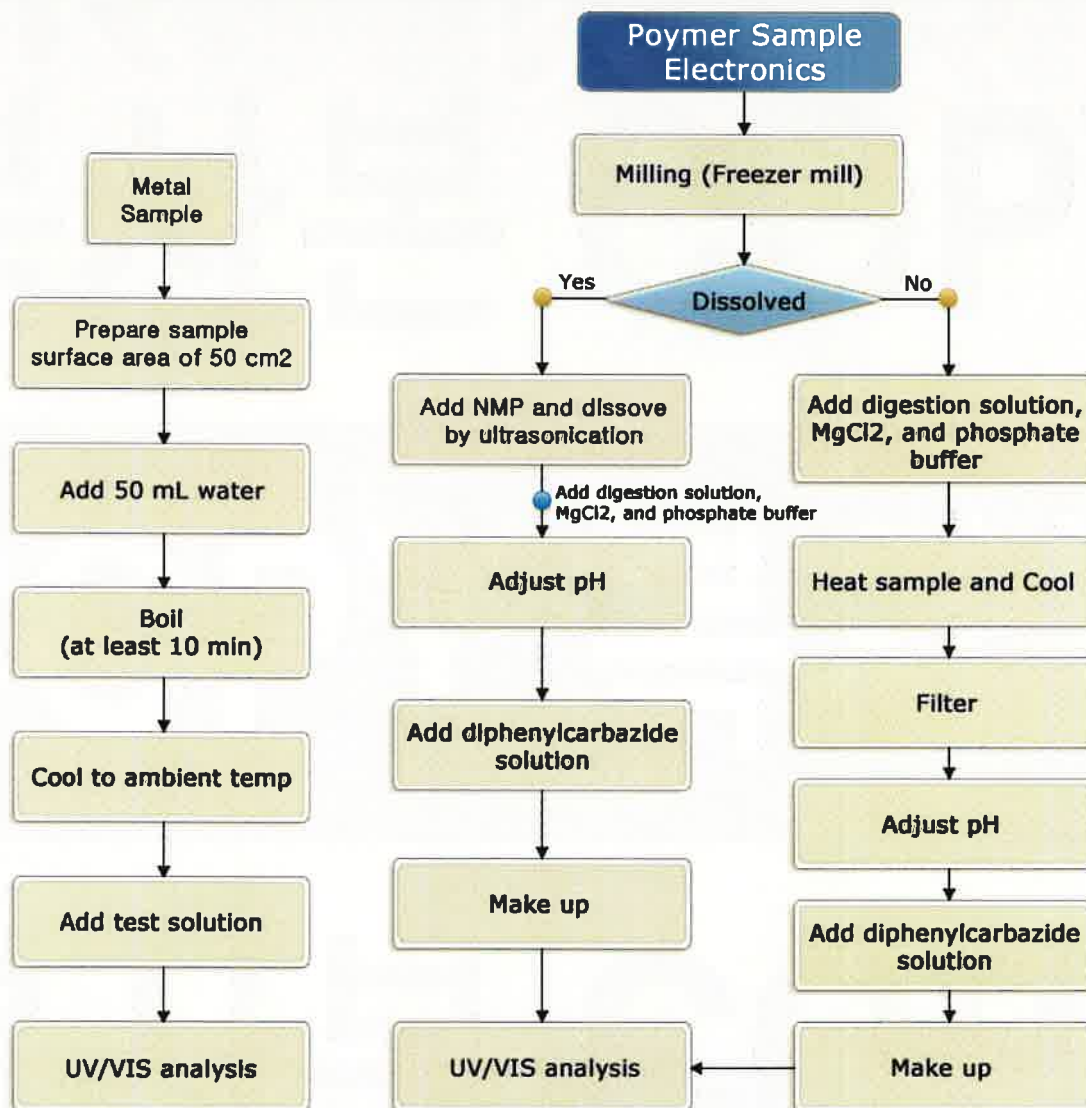 Poymer Sample
Electronics
Milling (Freezer mill)
Metal
Sample
Yes
No
Dissolved
Prepare sample
surface area of 50 cm2
Add NMP and dissove
by ultrasonication
Add digestion solution,
MgCl2, and phosphate
buffer
Add 50 mL water
Add digestion solution,
MgCl2, and phosphate buffer
Adjust pH
Heat sample and Cool
Boil
(at least 10 min)
Filter
Add diphenylcarbazide
solution
Cool to ambient temp
Adjust pH
Make up
Add test solution
Add diphenylcarbazide
solution
UV/VIS analysis
UV/VIS analysis
Make up